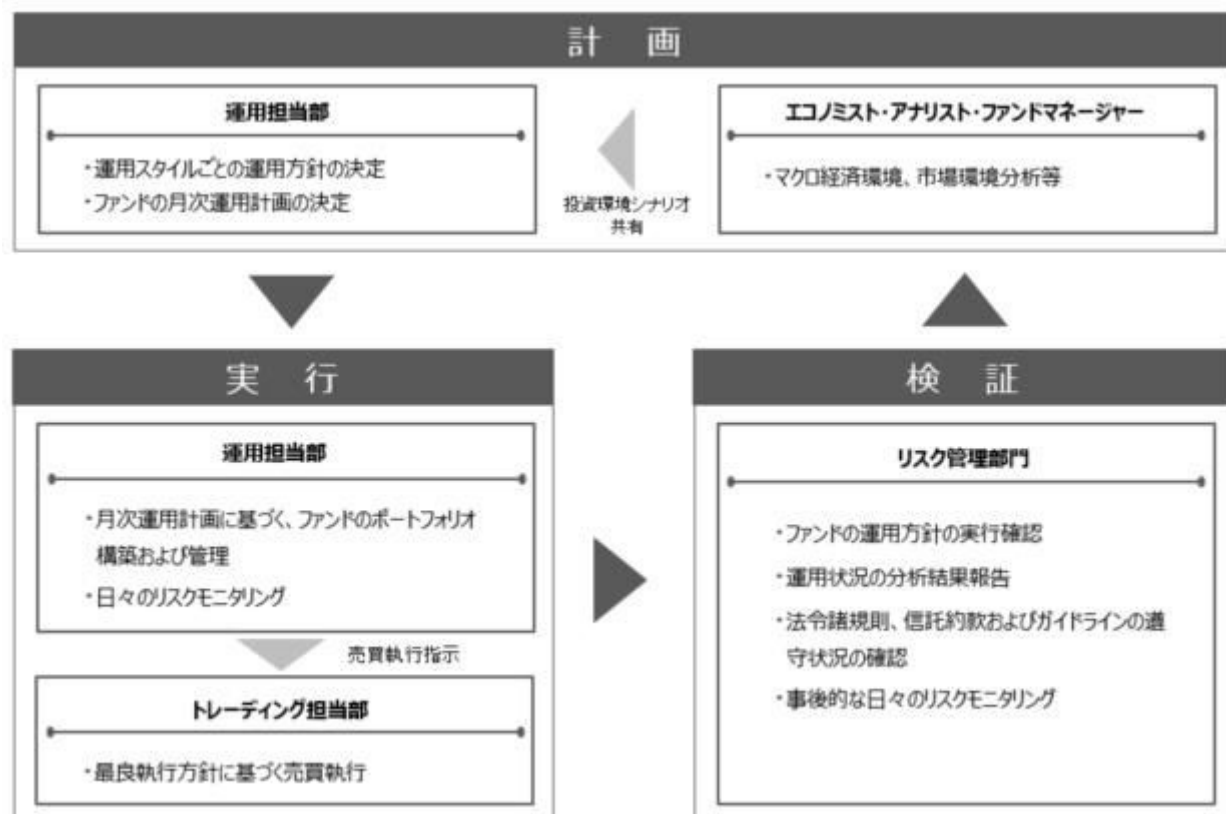 計 画
運用担当部
・運用スタイルごとの運用方針の決定
・ファンドの月次運用計画の決定
投資環境シナリオ
共有
エコノミスト・アナリスト・ファンドマネージャー
・マクロ経済環境、市場環境分析等
実 行
運用担当部
・月次運用計画に基づく、ファンドのポートフォリオ
構築および管理
・日々のリスクモニタリング
売買執行指示
トレーディング担当部
・最良執行方針に基づく売買執行
検 証
リスク管理部門
・ファンドの運用方針の実行確認
・運用状況の分析結果報告
・法令諸規則、信託約款およびガイドラインの遵
守状況の確認
・事後的な日々のリスクモニタリング